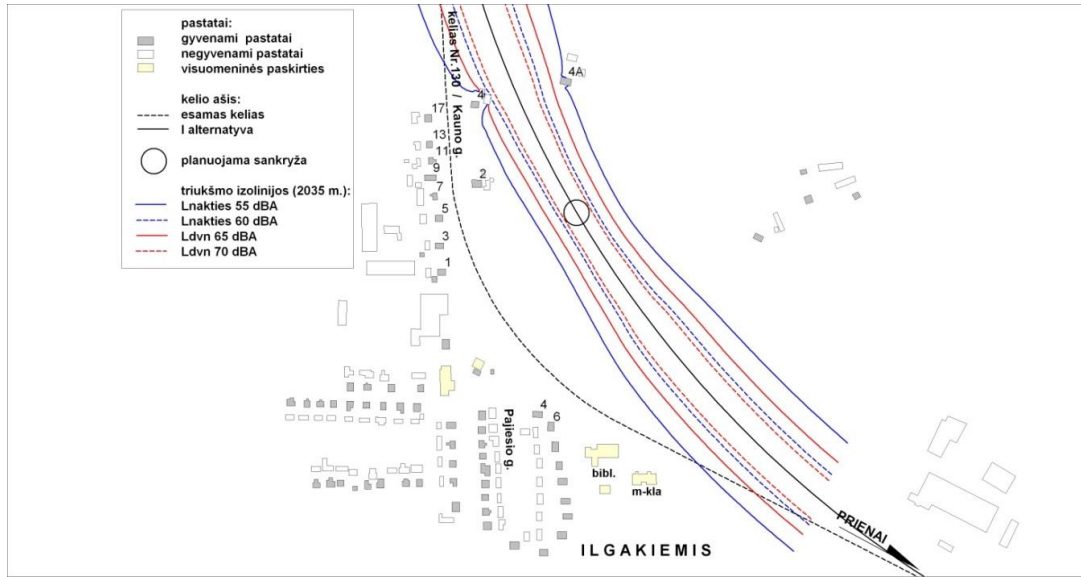 pastatai:
gyvenami pastatai
negyvenami pastatai
visuomeninės paskirties
kelio ašis:
esamas kelias
I alternatyva
planuojama sankryža
triukšmo izolinijos (2035 m.):
Lnakties 55 dBA
Lnakties 60 dBA
Ldvn 65 dBA
Ldvn 70 dBA
kelias Nr.130 / Kauno g.
4A
4
17
13
11
9
7
2
5
3
1
4
6
Pajiesio g.
bibl.
m-kla
PRIENAI
ILGAKIEMIS